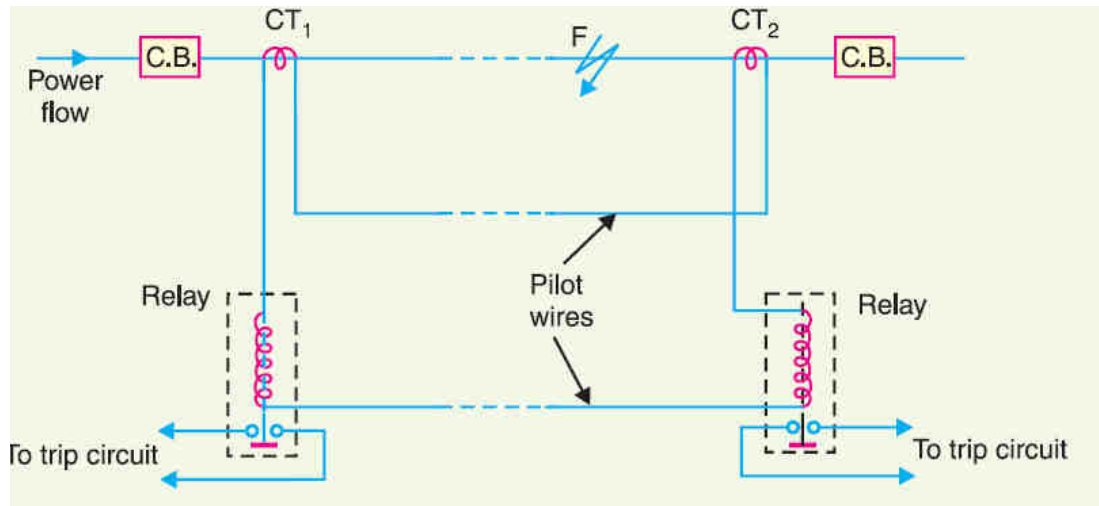 CT₁
CT₂
F
C.B.
C.B.
Power
flow
Pilot
wires
Relay
Relay
To trip circuit
To trip circuit